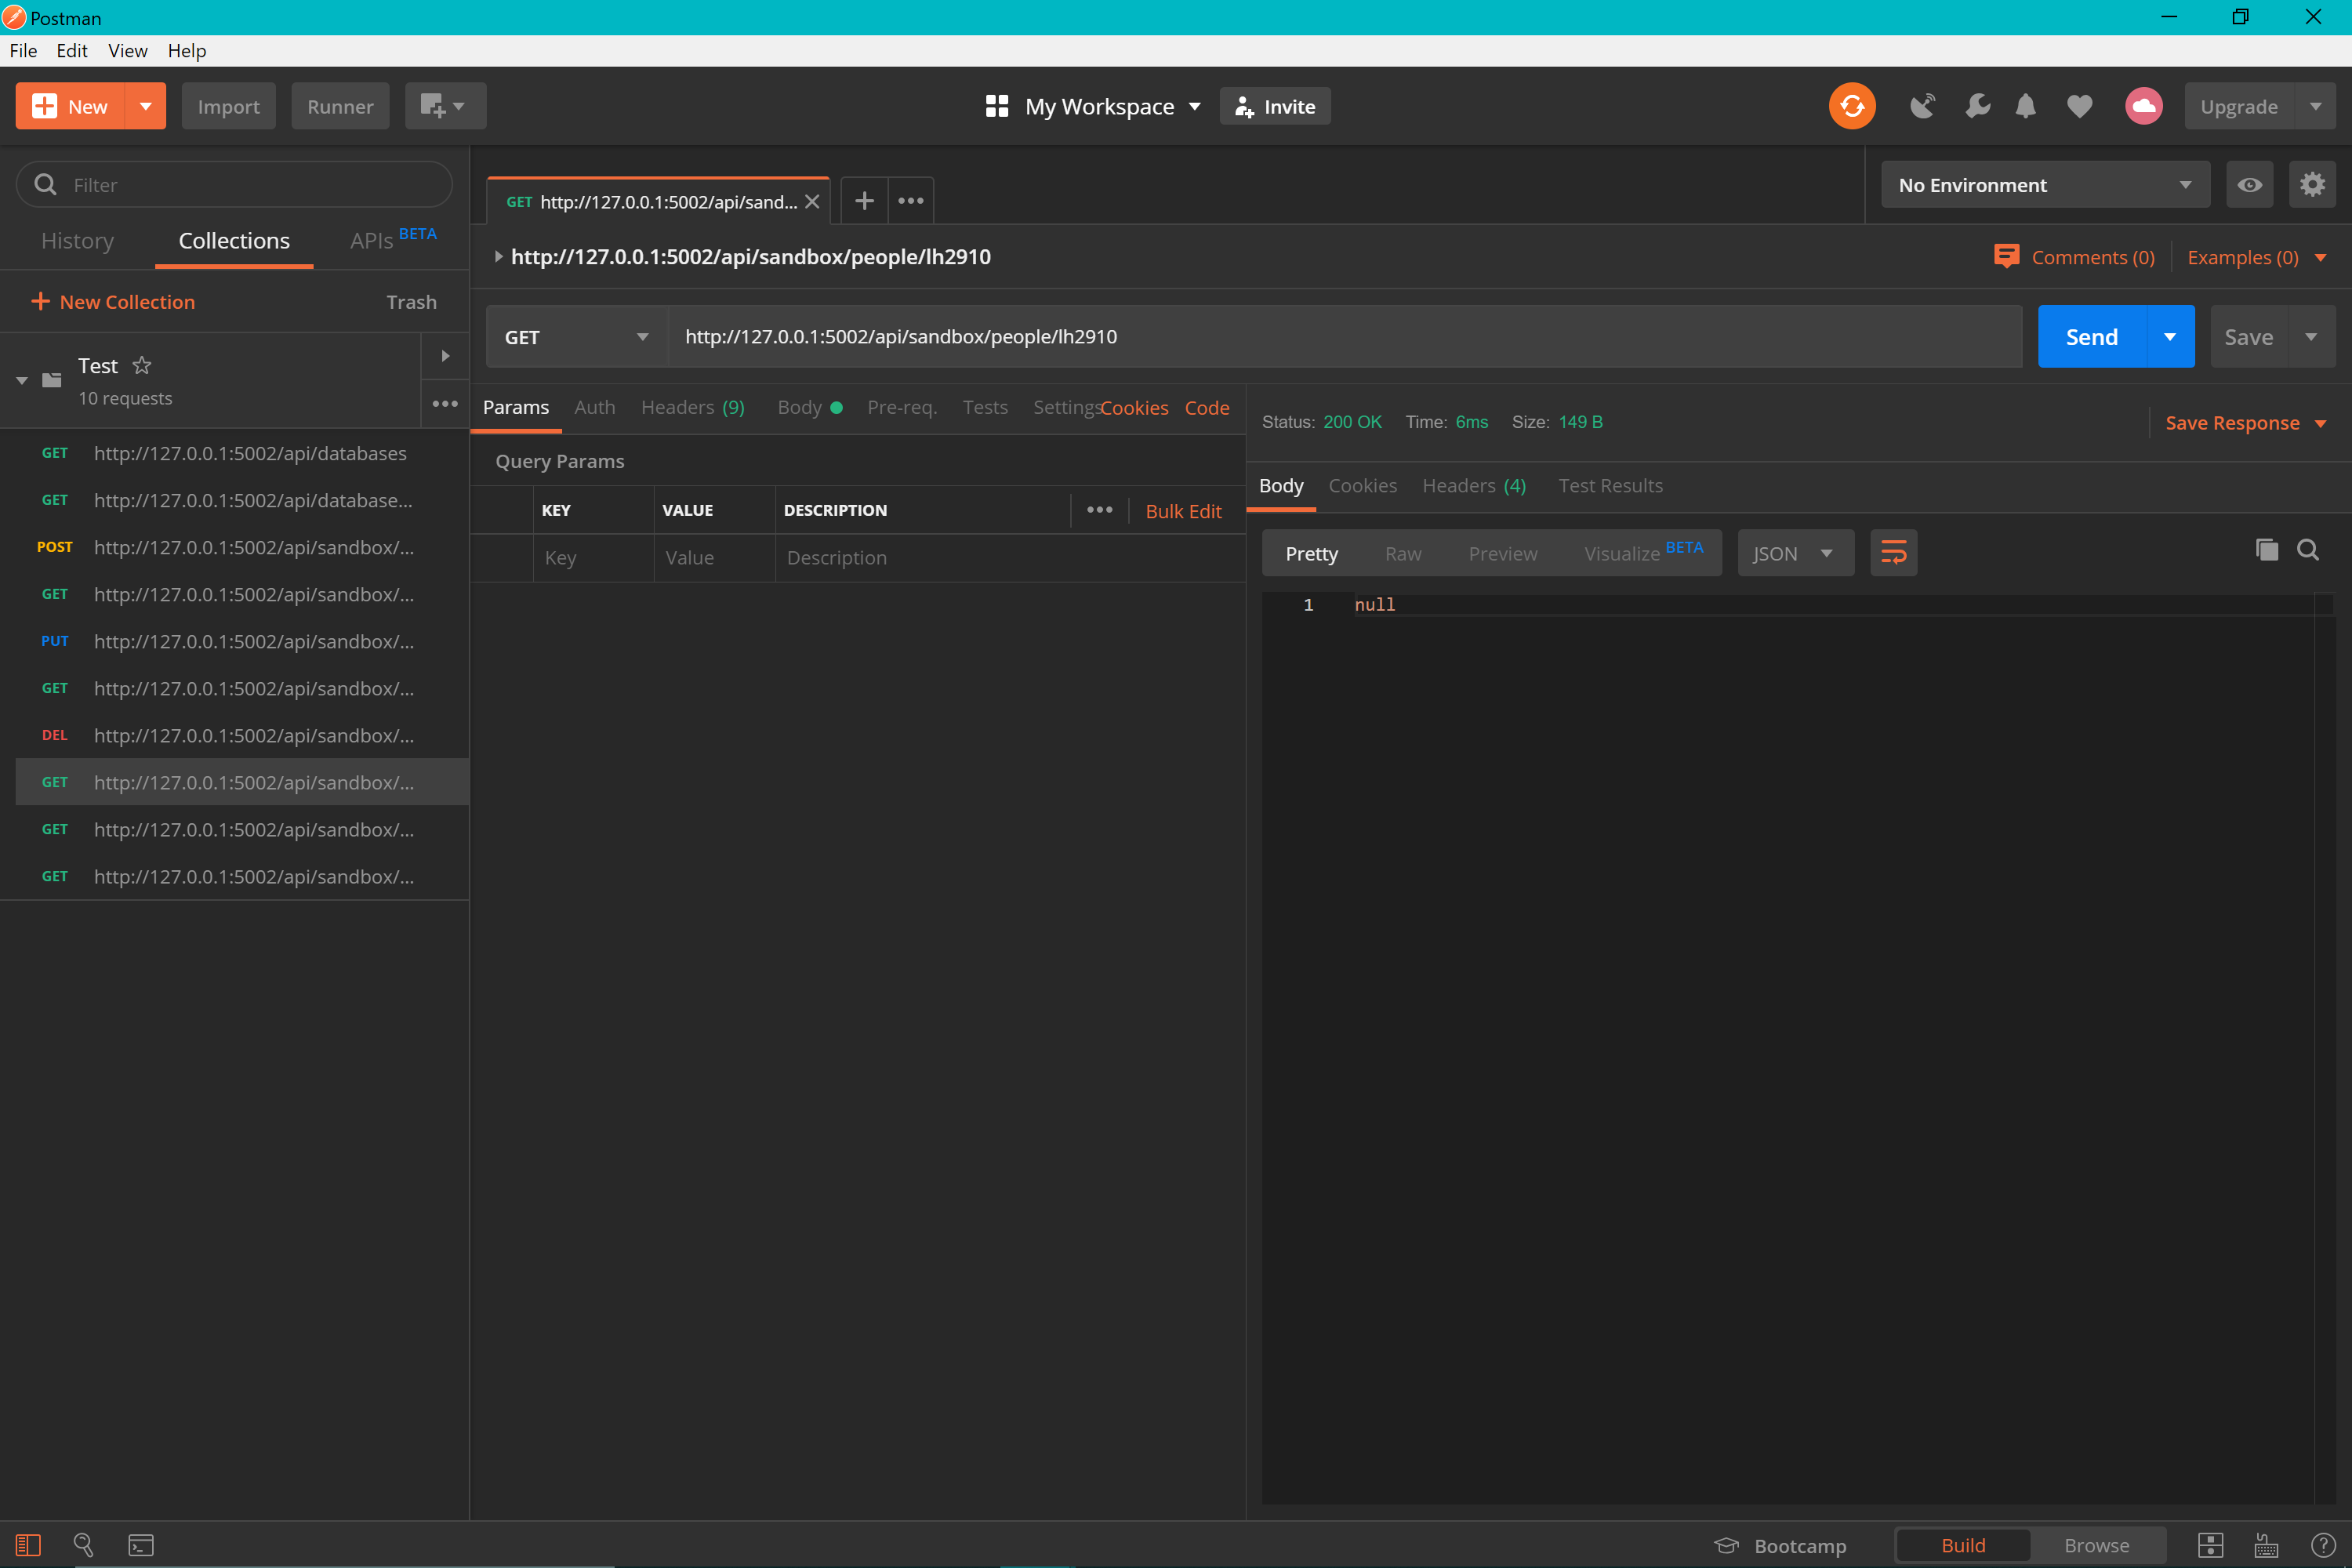 Postman
File Edit View Help
New Import Runner My Workspace Invite Upgrade
Filter
History Collections APIs BETA
New Collection Trash
Test
10 requests
GET http://127.0.0.1:5002/api/databases
GET http://127.0.0.1:5002/api/database...
POST http://127.0.0.1:5002/api/sandbox/...
GET http://127.0.0.1:5002/api/sandbox/...
PUT http://127.0.0.1:5002/api/sandbox/...
GET http://127.0.0.1:5002/api/sandbox/...
DEL http://127.0.0.1:5002/api/sandbox/...
GET http://127.0.0.1:5002/api/sandbox/...
GET http://127.0.0.1:5002/api/sandbox/...
GET http://127.0.0.1:5002/api/sandbox/...
GET http://127.0.0.1:5002/api/sand... No Environment
http://127.0.0.1:5002/api/sandbox/people/lh2910 Comments (0) Examples (0)
GET http://127.0.0.1:5002/api/sandbox/people/lh2910 Send Save
Params Auth Headers (9) Body Pre-req. Tests Settings Cookies Code
Query Params
KEY VALUE DESCRIPTION Bulk Edit
Key Value Description
Status: 200 OK Time: 6ms Size: 149 B Save Response
Body Cookies Headers (4) Test Results
Pretty Raw Preview Visualize BETA JSON
1 null
Bootcamp Build Browse